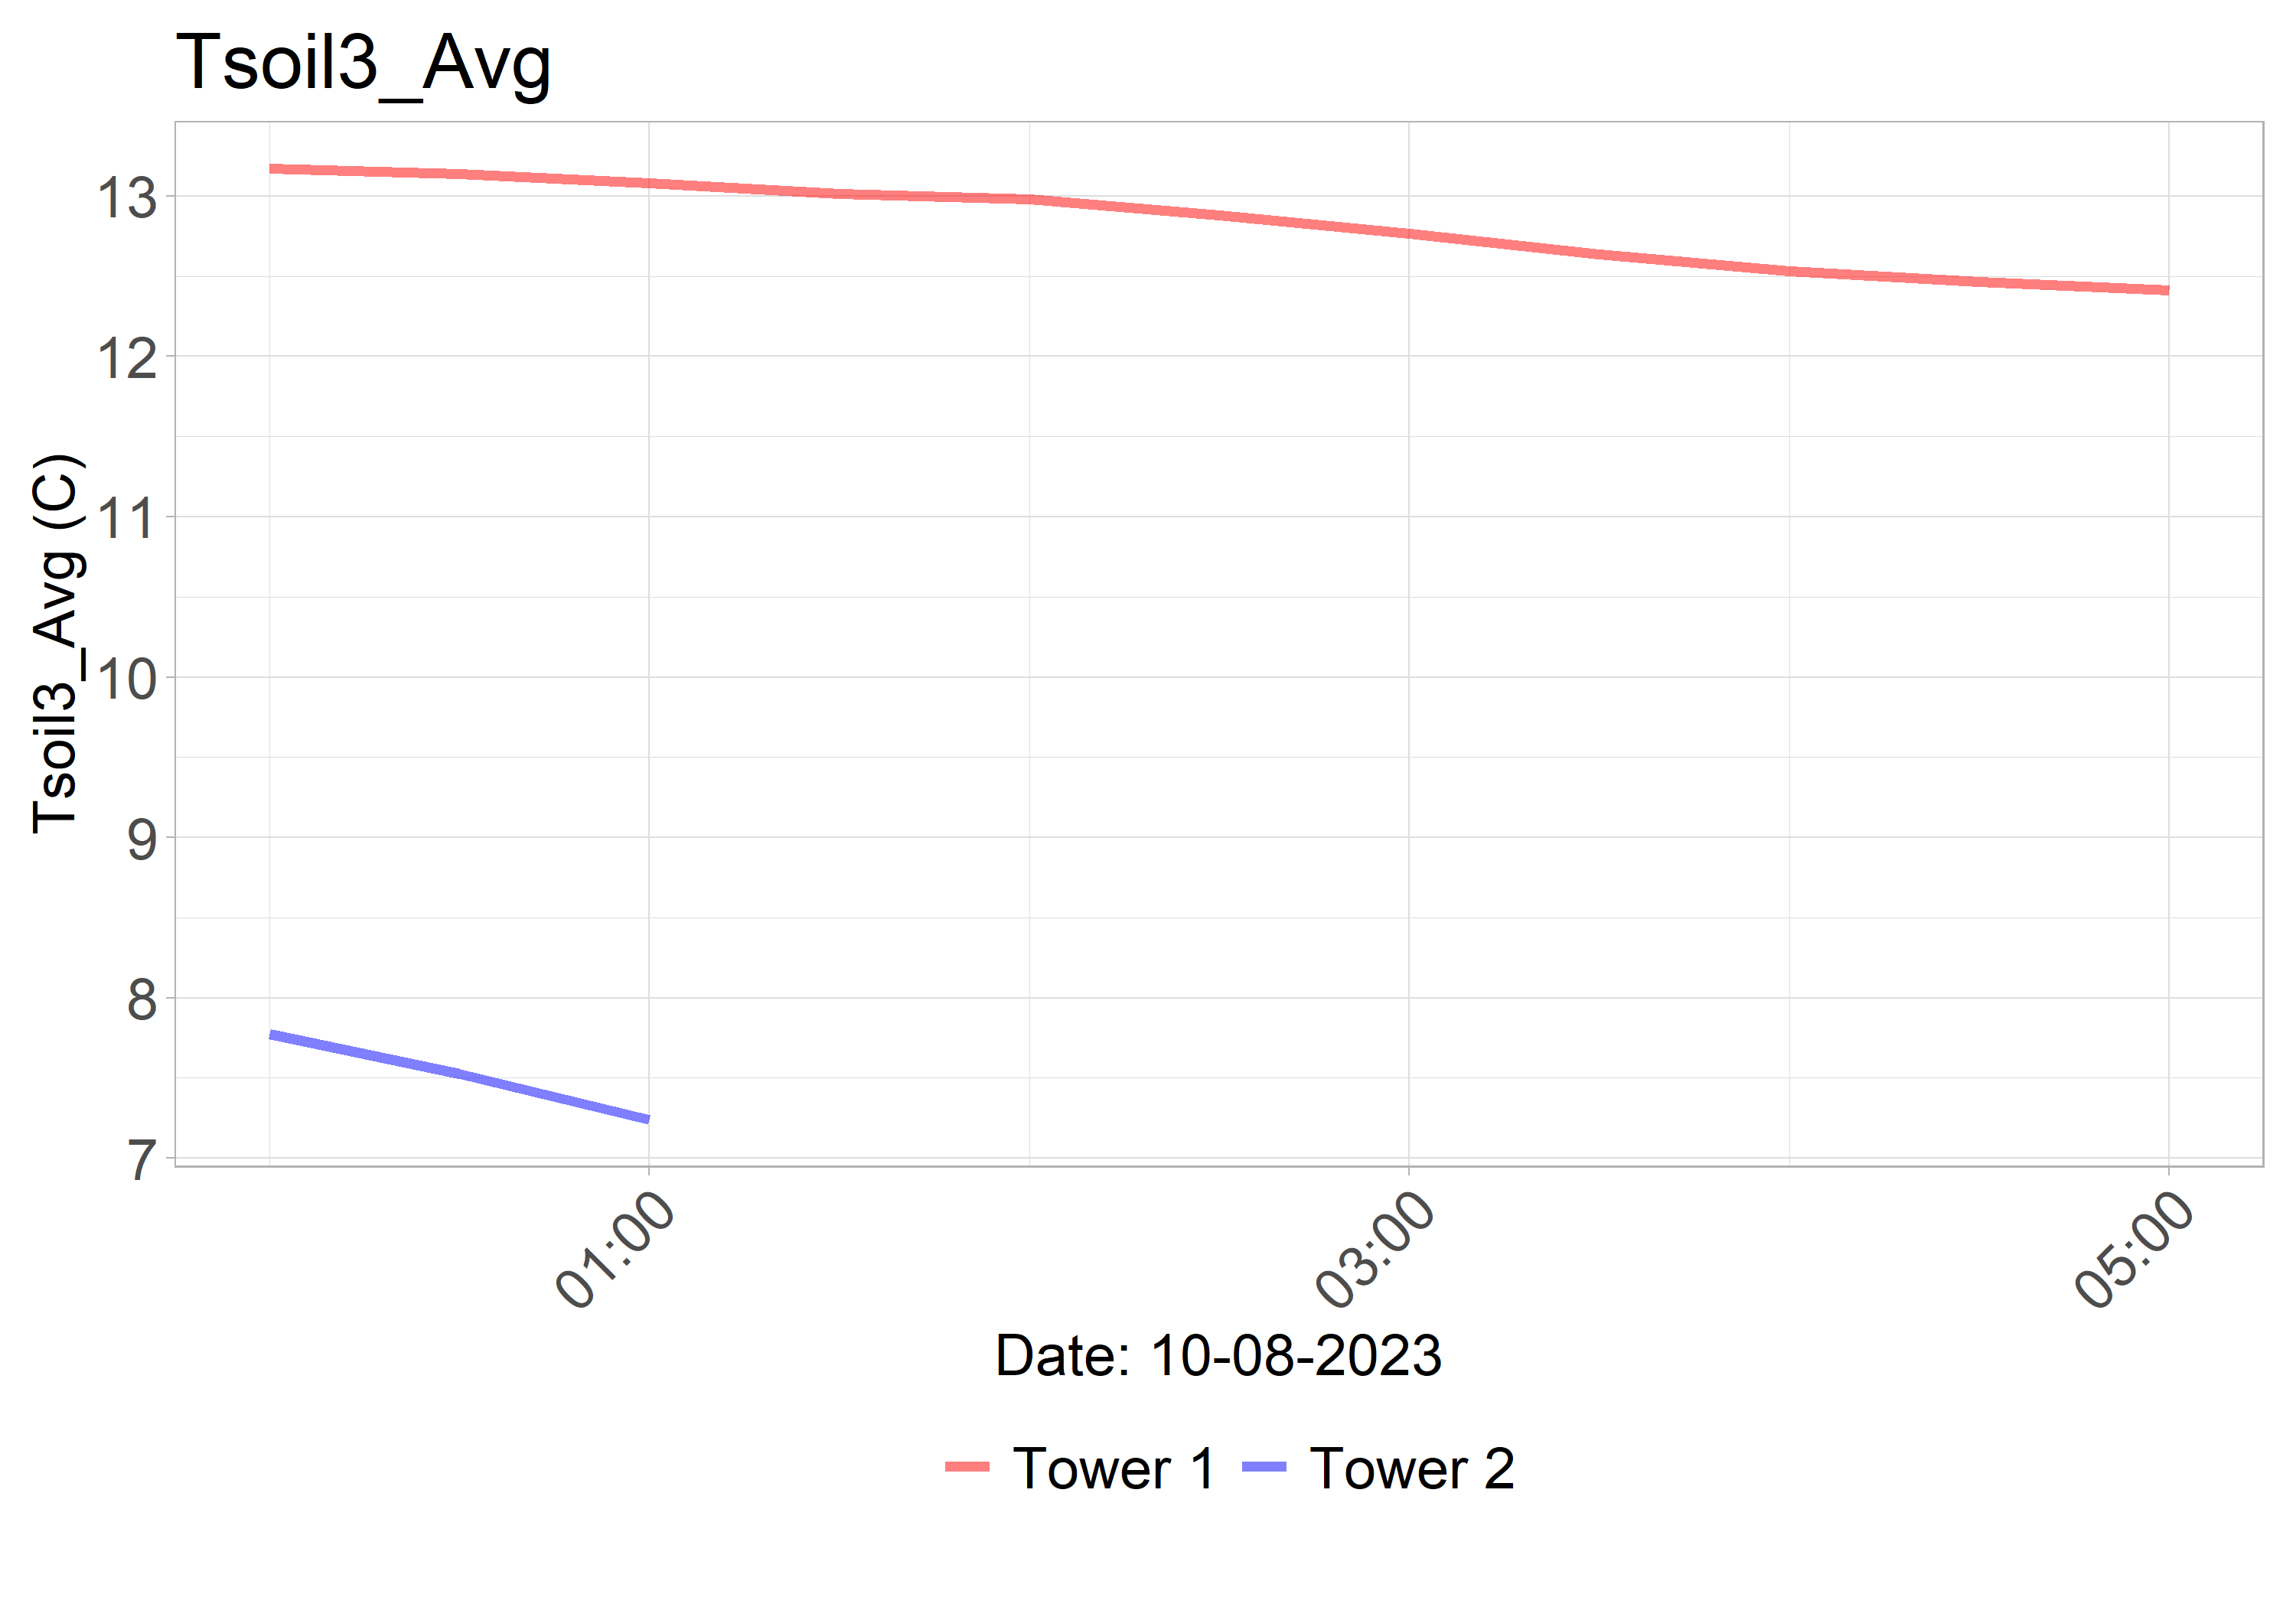 Tsoil3_Avg
Tsoil3_Avg (C)
13
12
11
10
9
8
7
01:00
03:00
05:00
Date: 10-08-2023
Tower 1
Tower 2